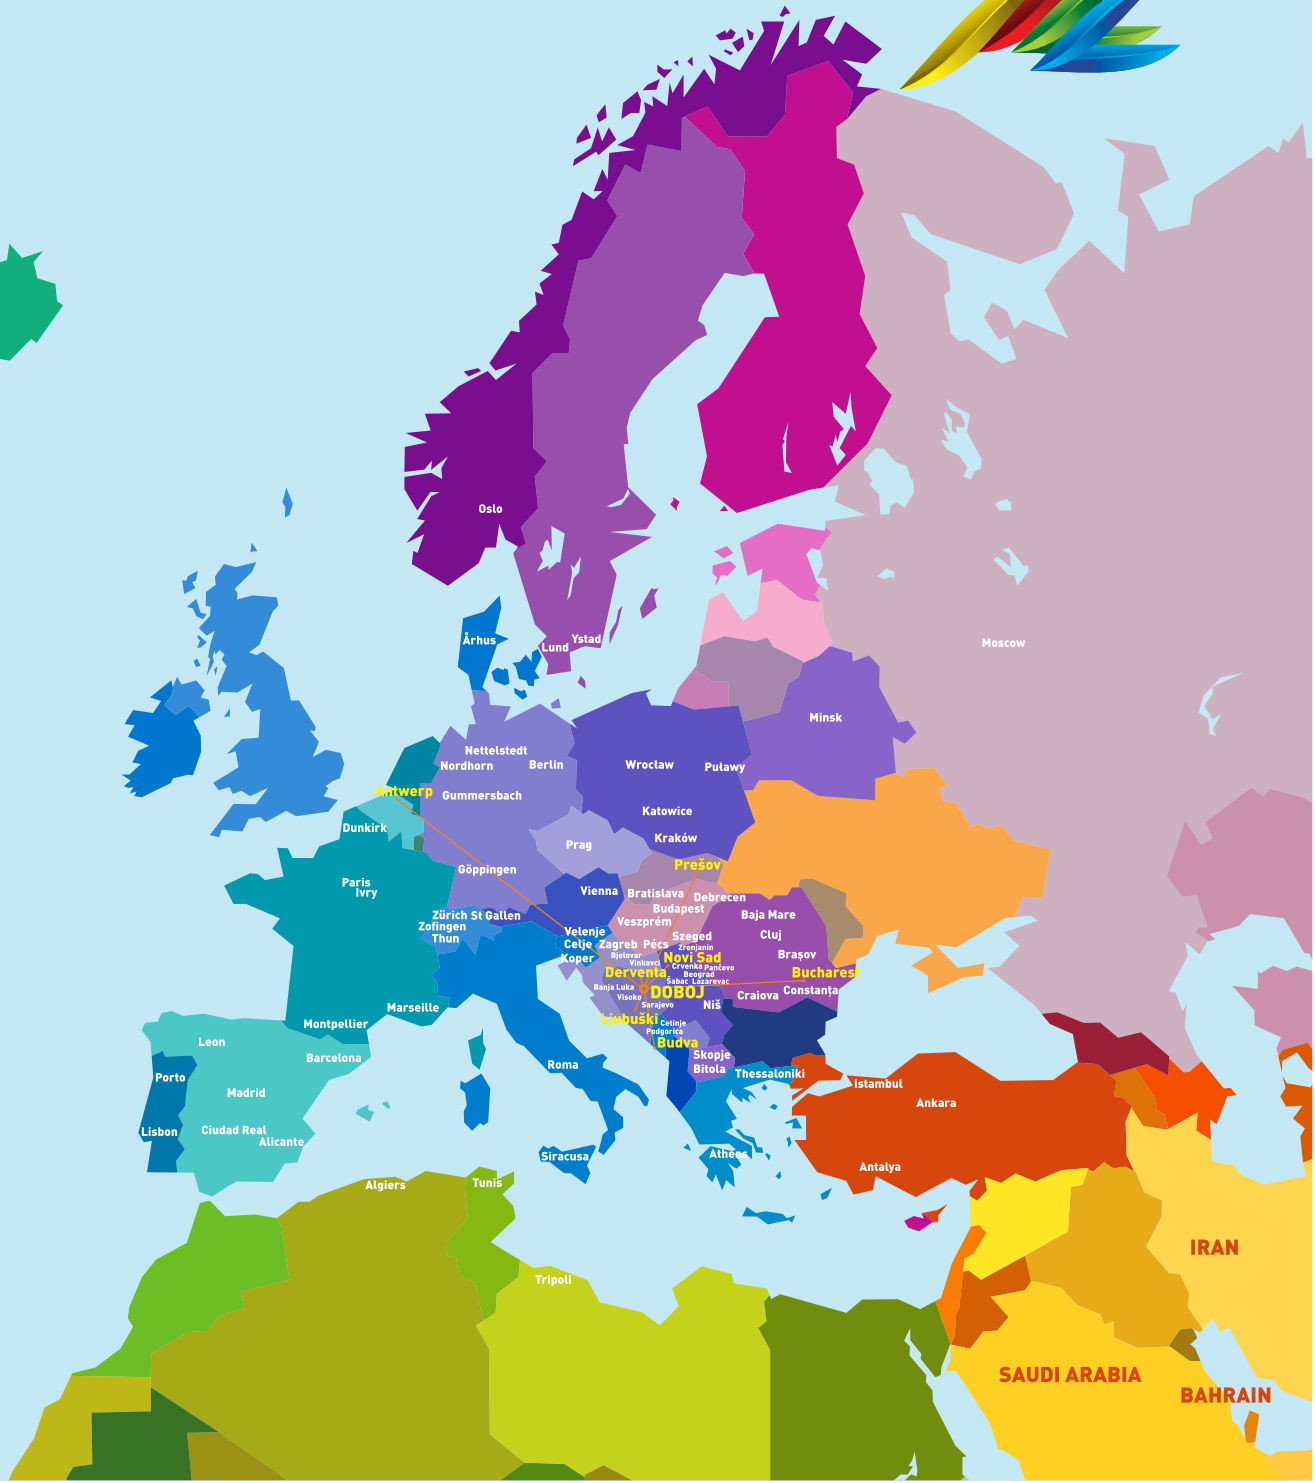 Oslo
Århus
Ystad
Lund
Moscow
Minsk
Nettelstedt
Nordhorn
Berlin
Wrocław
Puławy
Antwerp
Gummersbach
Katowice
Dunkirk
Kraków
Prag
Prešov
Göppingen
Paris
Ivry
Vienna
Bratislava
Debrecen
Budapest
Zürich
St Gallen
Veszprém
Baja Mare
Zofingen
Thun
Velenje
Celje
Zagreb
Pécs
Szeged
Cluj
Koper
Bjelovar
Zrenjanin
Vinkovci
Novi Sad
Brașov
Crvenka
Pančevo
Derventa
Beograd
Bucharest
Šabac
Lazarevac
Banja Luka
DOBOJ
Visoko
Craiova
Constanța
Sarajevo
Niš
Marseille
Ljubuški
Cetinje
Podgorica
Montpellier
Leon
Budva
Barcelona
Skopje
Bitola
Roma
Thessaloniki
Porto
Istambul
Madrid
Ankara
Lisbon
Ciudad Real
Alicante
Siracusa
Athens
Antalya
Algiers
Tunis
IRAN
Tripoli
SAUDI ARABIA
BAHRAIN